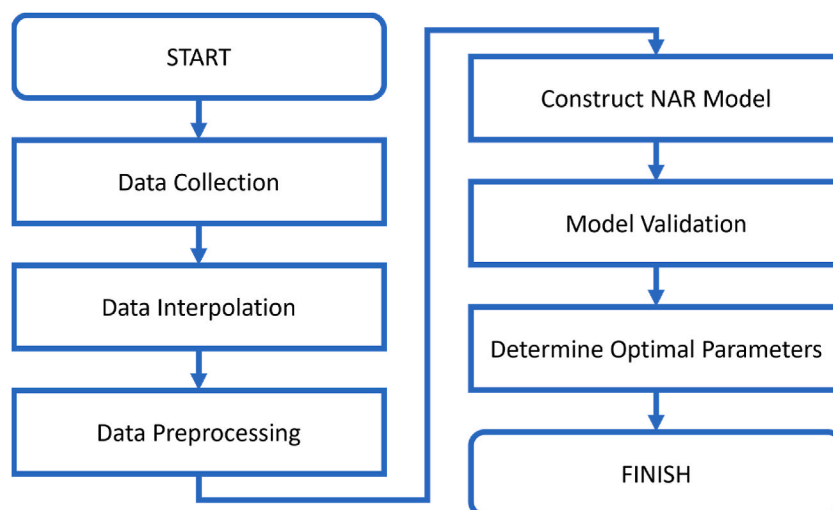 START
Data Collection
Data Interpolation
Data Preprocessing
Construct NAR Model
Model Validation
Determine Optimal Parameters
FINISH